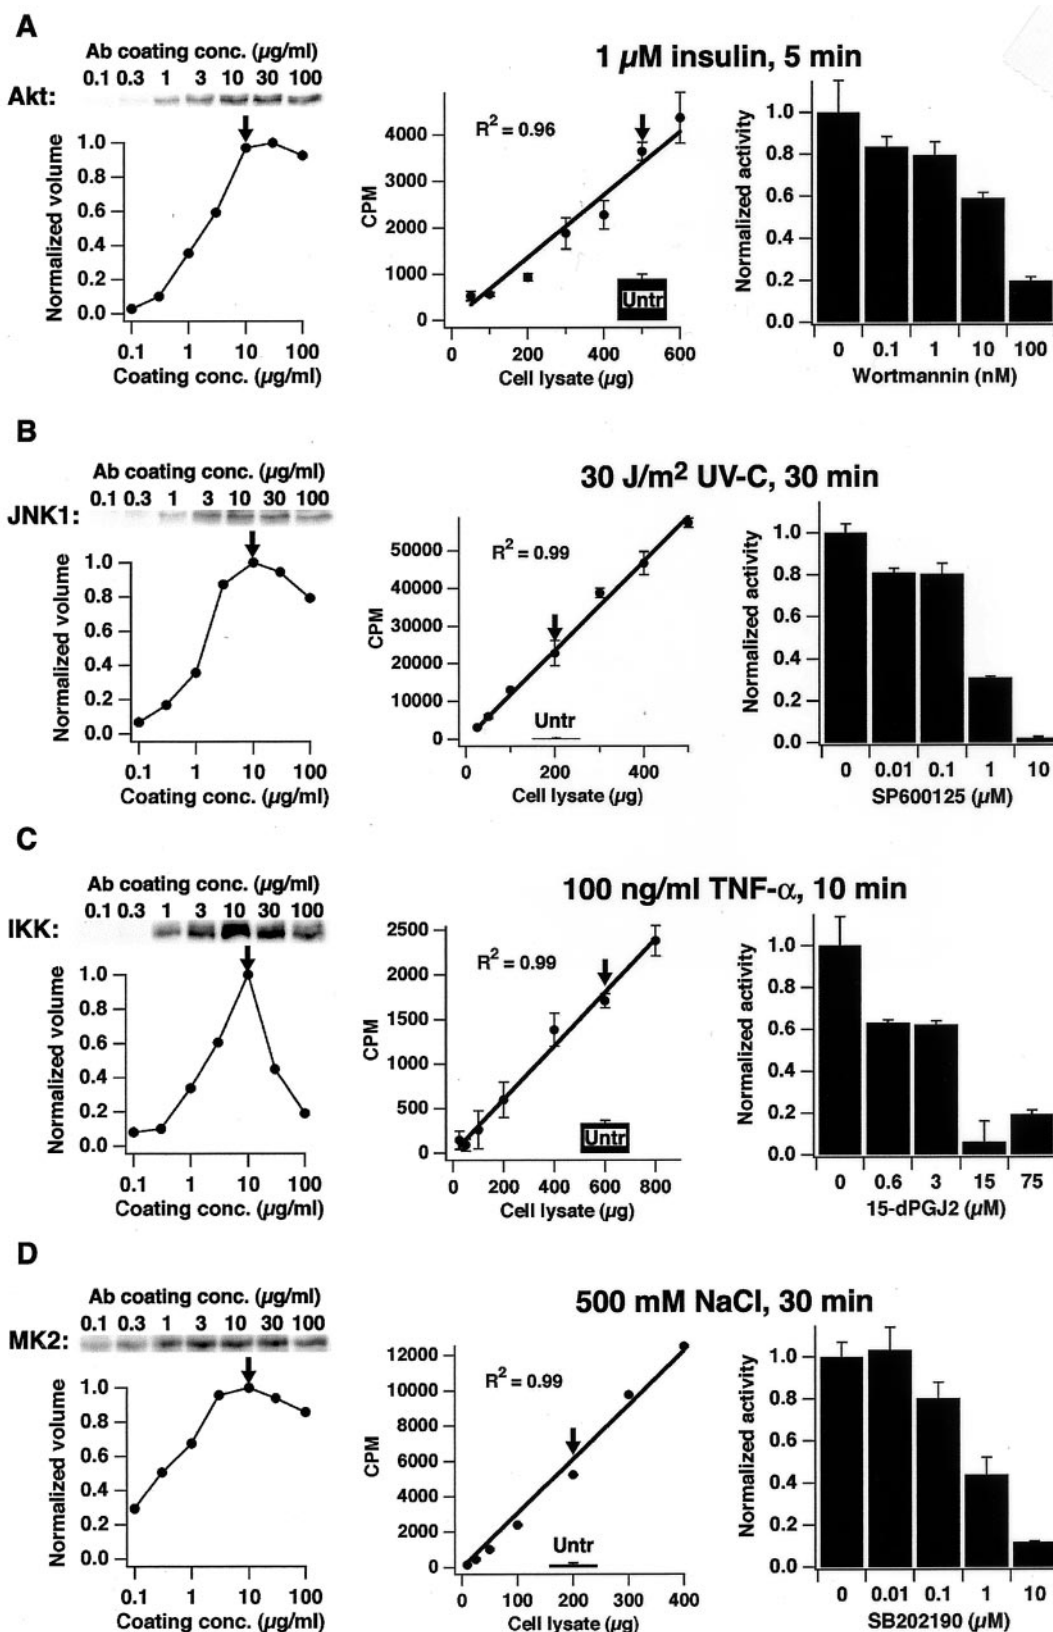 A
Ab coating conc. (µg/ml)
0.1 0.3 1 3 10 30 100
Akt:
Normalized volume
1.0
0.8
0.6
0.4
0.2
0.0
0.1 1 10 100
Coating conc. (µg/ml)
1 µM insulin, 5 min
CPM
R² = 0.96
4000
3000
2000
1000
0
Untr
0 200 400 600
Cell lysate (µg)
Normalized activity
1.0
0.8
0.6
0.4
0.2
0.0
0 0.1 1 10 100
Wortmannin (nM)
B
Ab coating conc. (µg/ml)
0.1 0.3 1 3 10 30 100
JNK1:
Normalized volume
1.0
0.8
0.6
0.4
0.2
0.0
0.1 1 10 100
Coating conc. (µg/ml)
30 J/m² UV-C, 30 min
CPM
R² = 0.99
50000
40000
30000
20000
10000
0
Untr
0 200 400
Cell lysate (µg)
Normalized activity
1.0
0.8
0.6
0.4
0.2
0.0
0 0.01 0.1 1 10
SP600125 (µM)
C
Ab coating conc. (µg/ml)
0.1 0.3 1 3 10 30 100
IKK:
Normalized volume
1.0
0.8
0.6
0.4
0.2
0.0
0.1 1 10 100
Coating conc. (µg/ml)
100 ng/ml TNF-α, 10 min
CPM
R² = 0.99
2500
2000
1500
1000
500
0
Untr
0 200 400 600 800
Cell lysate (µg)
Normalized activity
1.0
0.8
0.6
0.4
0.2
0.0
0 0.6 3 15 75
15-dPGJ2 (µM)
D
Ab coating conc. (µg/ml)
0.1 0.3 1 3 10 30 100
MK2:
Normalized volume
1.0
0.8
0.6
0.4
0.2
0.0
0.1 1 10 100
Coating conc. (µg/ml)
500 mM NaCl, 30 min
CPM
R² = 0.99
12000
10000
8000
6000
4000
2000
0
Untr
0 100 200 300 400
Cell lysate (µg)
Normalized activity
1.0
0.8
0.6
0.4
0.2
0.0
0 0.01 0.1 1 10
SB202190 (µM)